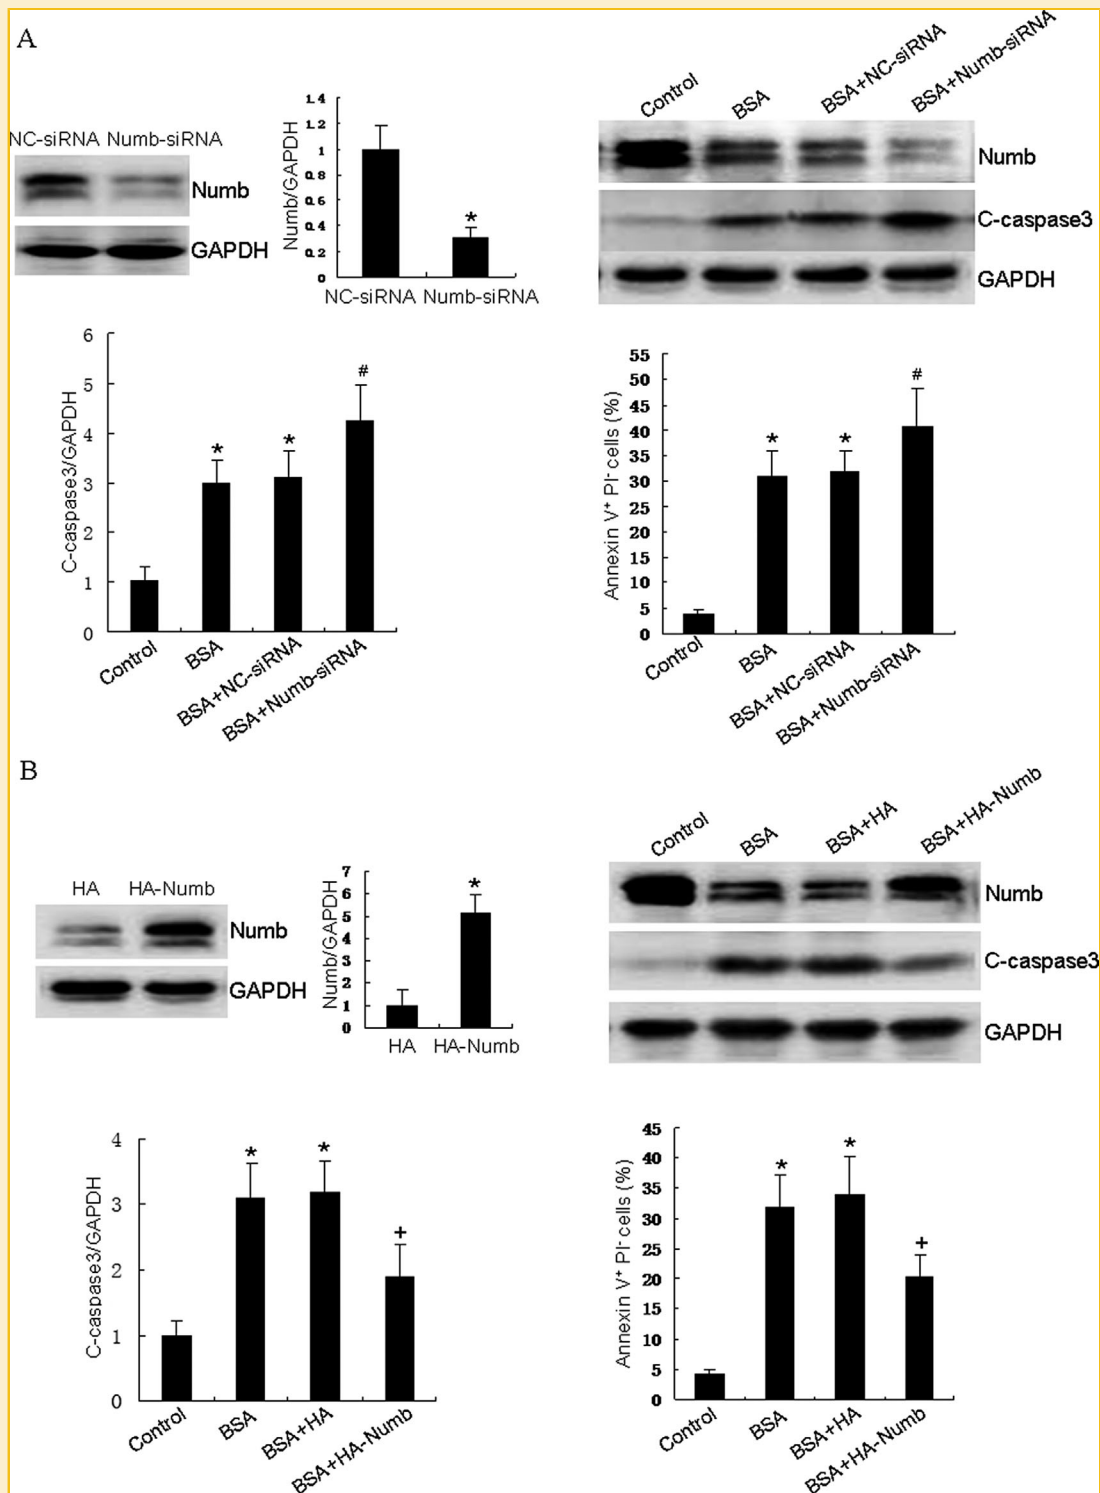 A
NC-siRNA Numb-siRNA
Numb
GAPDH
Numb/GAPDH
1.4
1.2
1
0.8
0.6
0.4
0.2
0
*
NC-siRNA Numb-siRNA
Control
BSA
BSA+NC-siRNA
BSA+Numb-siRNA
Numb
C-caspase3
GAPDH
C-caspase3/GAPDH
6
5
4
3
2
1
0
*
*
#
Control
BSA
BSA+NC-siRNA
BSA+Numb-siRNA
Annexin V⁺ PI⁻ cells (%)
55
50
45
40
35
30
25
20
15
10
5
0
*
*
#
Control
BSA
BSA+NC-siRNA
BSA+Numb-siRNA
B
HA HA-Numb
Numb
GAPDH
Numb/GAPDH
7
6
5
4
3
2
1
0
*
HA HA-Numb
Control
BSA
BSA+HA
BSA+HA-Numb
Numb
C-caspase3
GAPDH
C-caspase3/GAPDH
4
3
2
1
0
*
*
+
Control
BSA
BSA+HA
BSA+HA-Numb
Annexin V⁺ PI⁻ cells (%)
45
40
35
30
25
20
15
10
5
0
*
*
+
Control
BSA
BSA+HA
BSA+HA-Numb